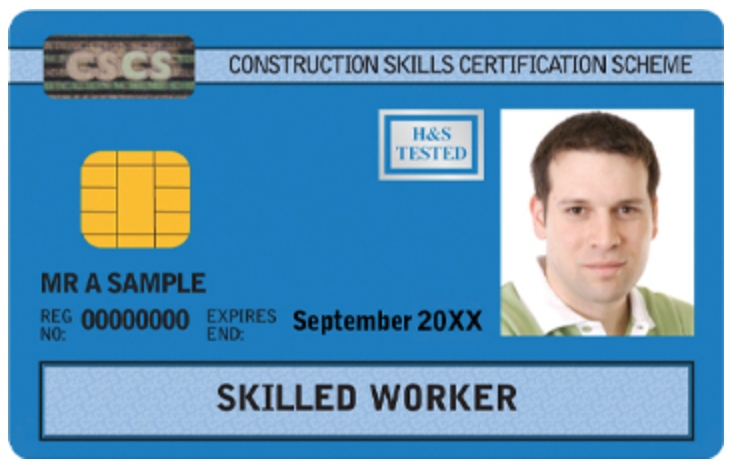 CSCS
CONSTRUCTION SKILLS CERTIFICATION SCHEME
H&S
TESTED
MR A SAMPLE
REG NO: 00000000 EXPIRES END: September 20XX
SKILLED WORKER